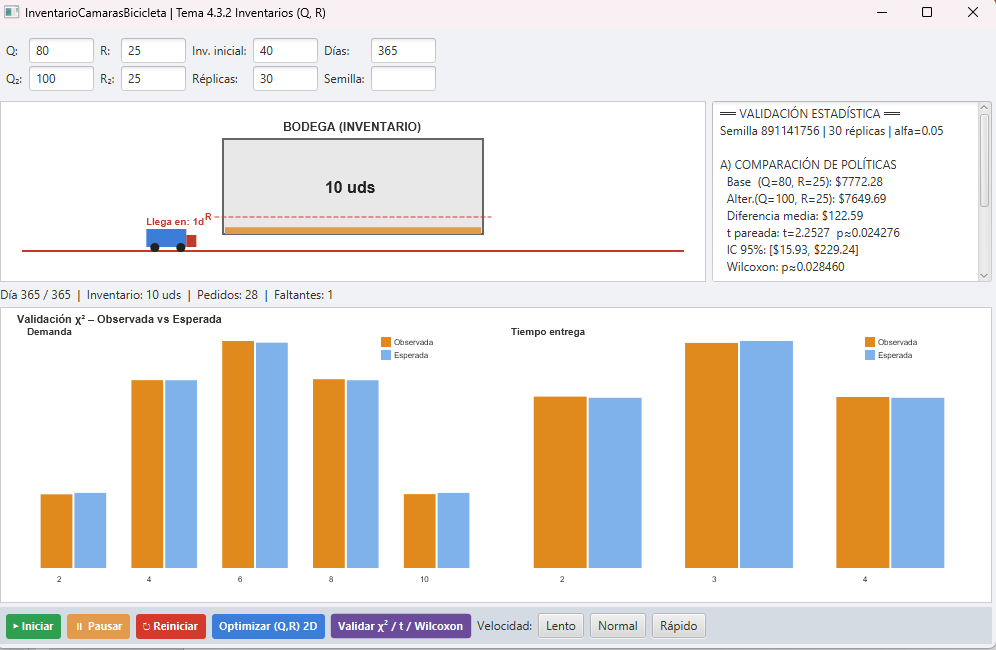 InventarioCamarasBicicleta | Tema 4.3.2 Inventarios (Q, R)
Q: 80 R: 25 Inv. inicial: 40 Días: 365
Q₂: 100 R₂: 25 Réplicas: 30 Semilla:
BODEGA (INVENTARIO)
10 uds
Llega en: 1d
R
══ VALIDACIÓN ESTADÍSTICA ══
Semilla 891141756 | 30 réplicas | alfa=0.05
A) COMPARACIÓN DE POLÍTICAS
Base (Q=80, R=25): $7772.28
Alter.(Q=100, R=25): $7649.69
Diferencia media: $122.59
t pareada: t=2.2527 p≈0.024276
IC 95%: [$15.93, $229.24]
Wilcoxon: p≈0.028460
Día 365 / 365 | Inventario: 10 uds | Pedidos: 28 | Faltantes: 1
Validación χ² – Observada vs Esperada
Demanda
Observada
Esperada
2 4 6 8 10
Tiempo entrega
Observada
Esperada
2 3 4
▸ Iniciar ⏸ Pausar ↻ Reiniciar Optimizar (Q,R) 2D Validar χ² / t / Wilcoxon Velocidad: Lento Normal Rápido